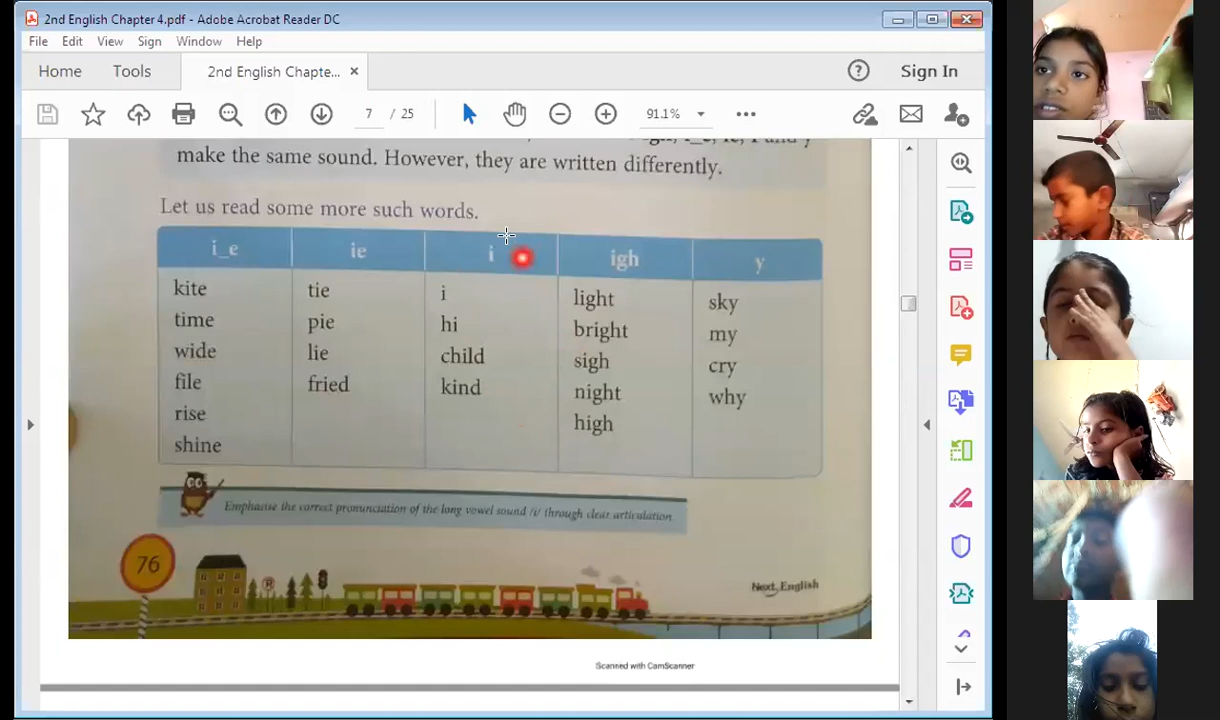 2nd English Chapter 4.pdf - Adobe Acrobat Reader DC
File Edit View Sign Window Help
Home Tools 2nd English Chapte... Sign In
7 / 25 91.1%
i_e, ie, i and y
make the same sound. However, they are written differently.
Let us read some more such words.
i_e ie i igh y
kite tie i light sky
time pie hi bright my
wide lie child sigh cry
file fried kind night why
rise high
shine
Emphasise the correct pronunciation of the long vowel sound /i/ through clear articulation.
76
R
Next English
Scanned with CamScanner